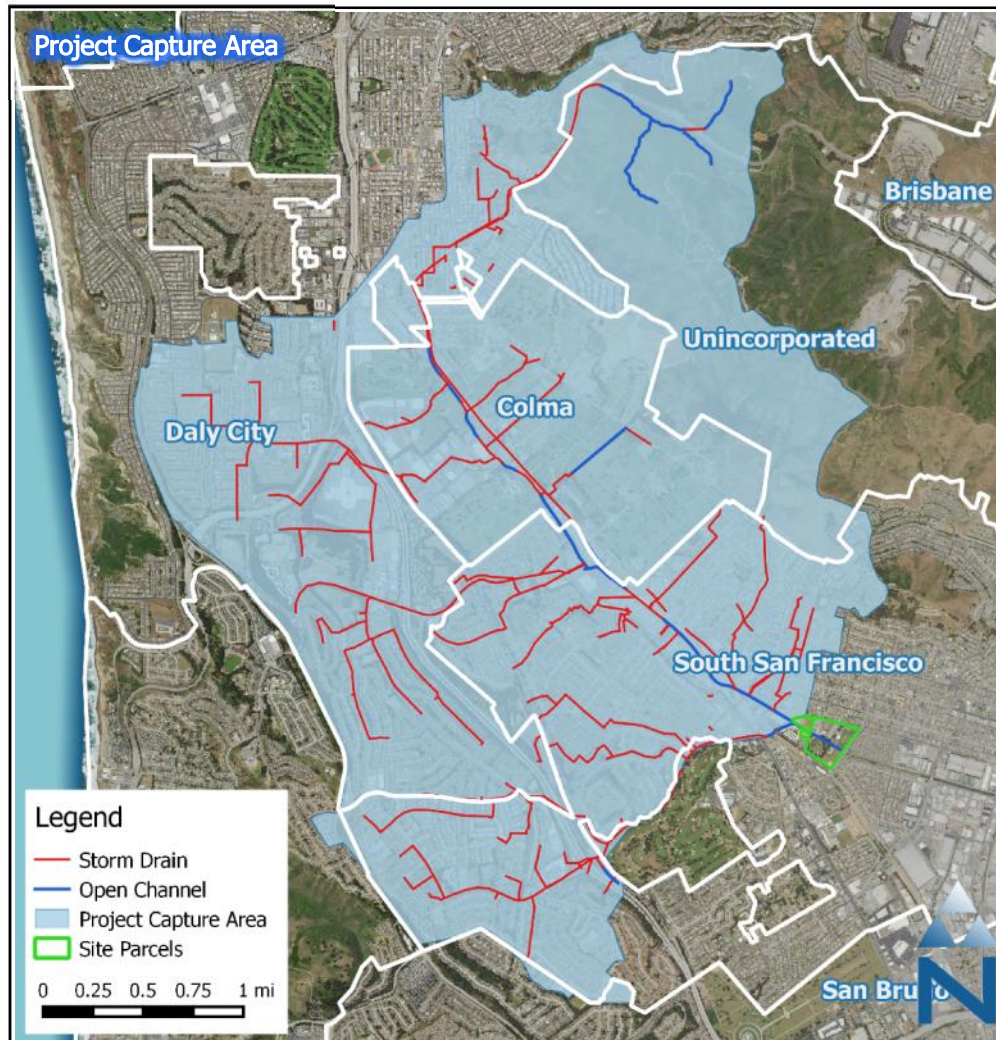 Project Capture Area
Brisbane
Unincorporated
Colma
Daly City
South San Francisco
San Bruno
Legend
Storm Drain
Open Channel
Project Capture Area
Site Parcels
0 0.25 0.5 0.75 1 mi
N